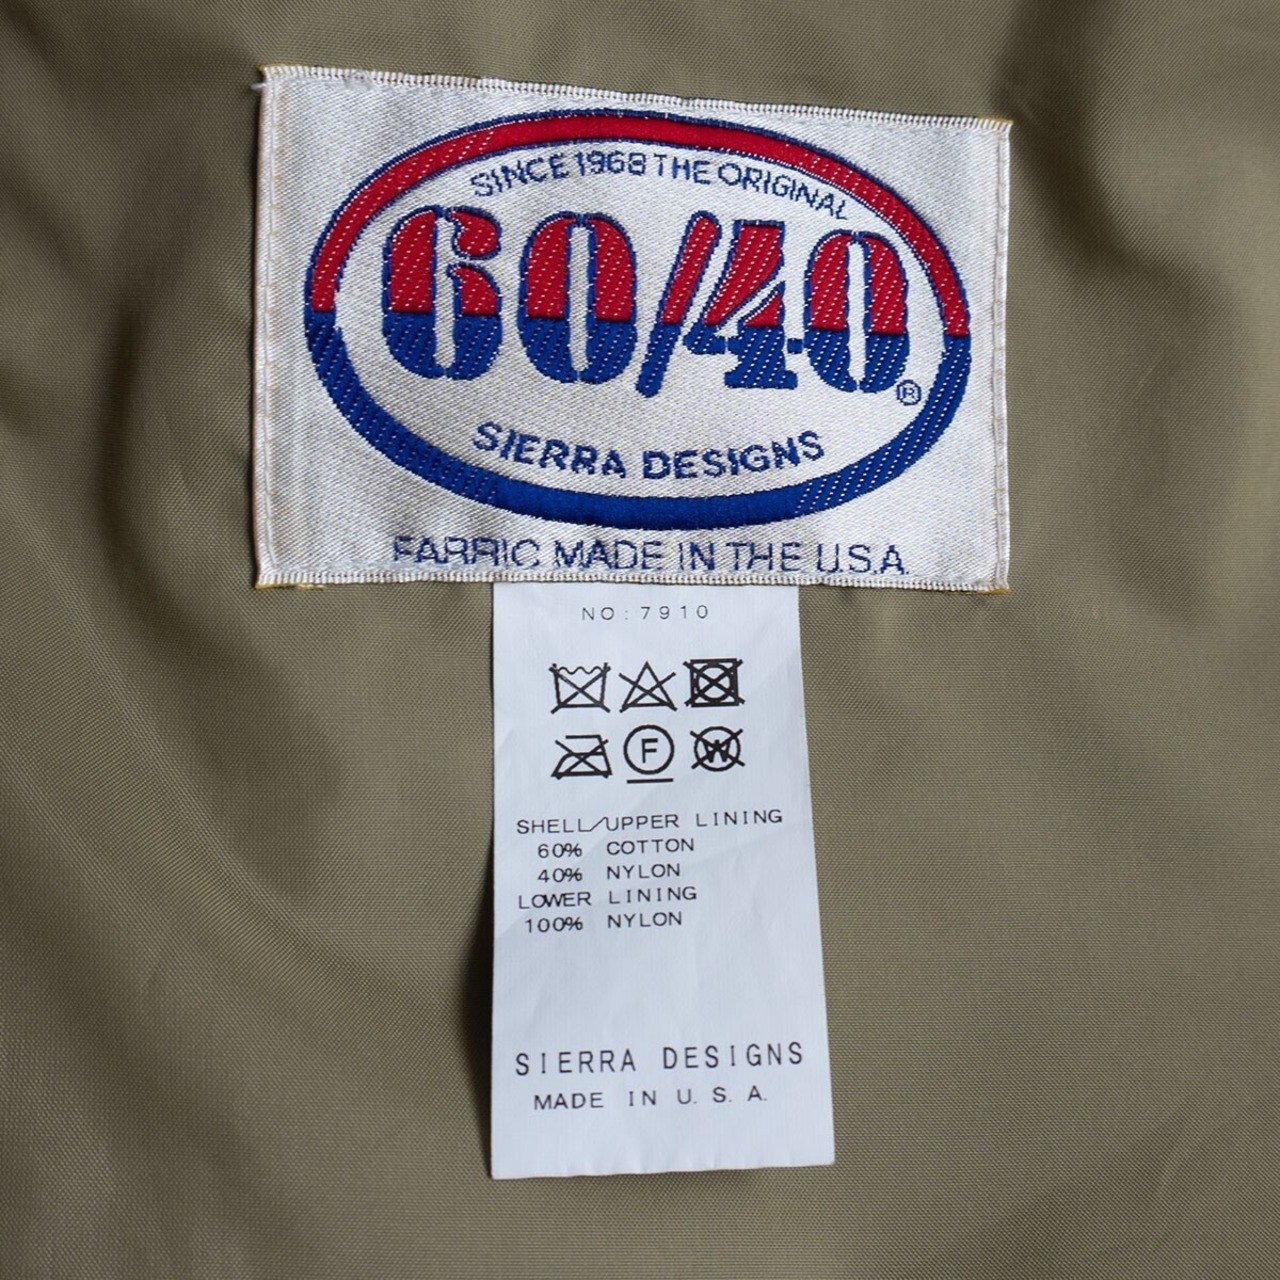 SINCE 1968 THE ORIGINAL
60/40®
SIERRA DESIGNS
FABRIC MADE IN THE U.S.A.
NO:7910
F
W
SHELL/UPPER LINING
60% COTTON
40% NYLON
LOWER LINING
100% NYLON
SIERRA DESIGNS
MADE IN U.S.A.